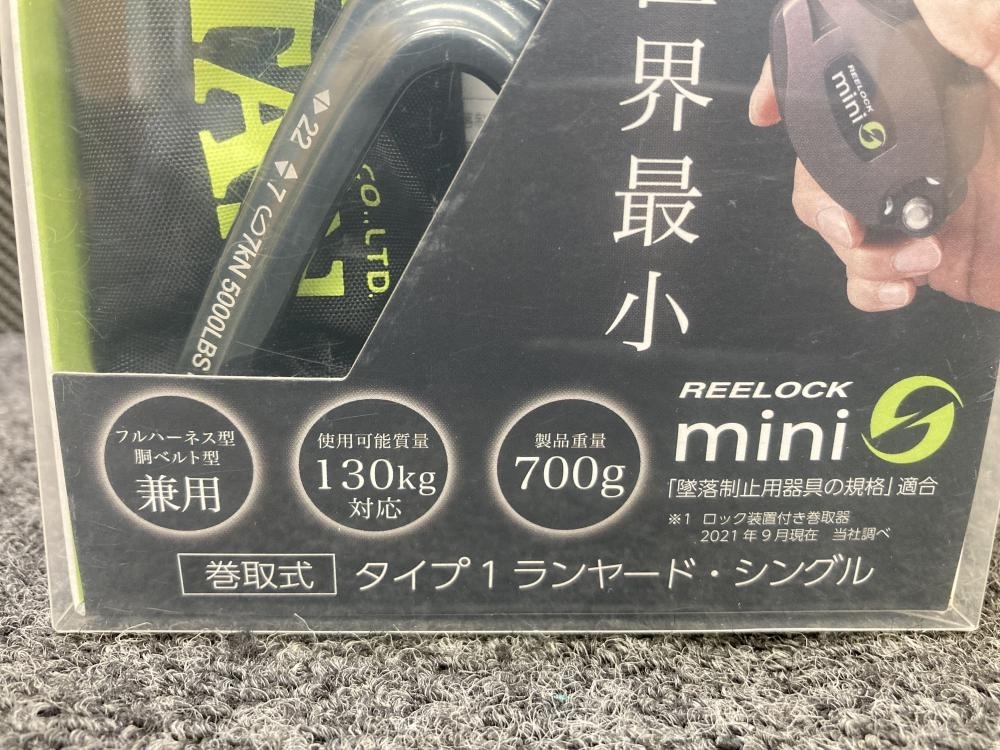 TAN
CO.,LTD.
22 7 7KN 5000LBS
界最小
REELOCK
mini
フルハーネス型
胴ベルト型
兼用
使用可能質量
130kg
対応
製品重量
700g
REELOCK
mini
「墜落制止用器具の規格」適合
※1 ロック装置付き巻取器
2021年9月現在 当社調べ
巻取式 タイプ1 ランヤード・シングル